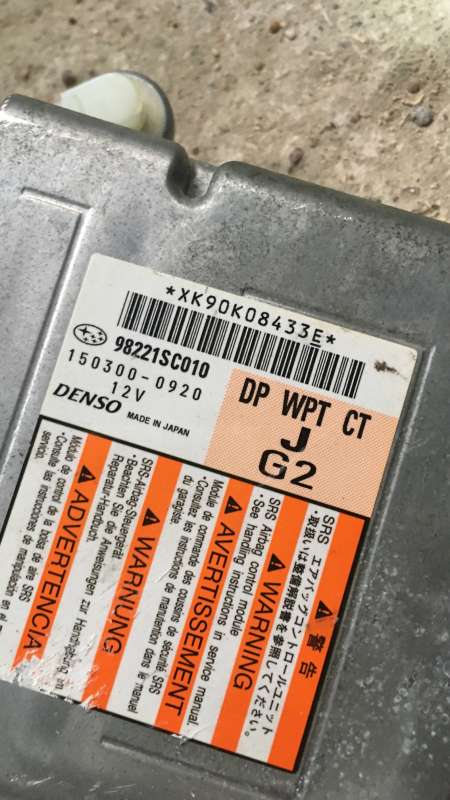 *XK90K08433E*
98221SC010
150300-0920
12V
DENSO
MADE IN JAPAN
DP WPT CT
J
G2
警告
SRS エアバッグコントロールユニット
・取扱いは整備解説書を参照してください。
WARNING
SRS Airbag control module
・See handling instructions in service manual.
AVERTISSEMENT
Module de commande des coussins de sécurité SRS
・Consultez les instructions de manutention dans le manuel
du garagiste
WARNUNG
SRS-Airbag-Steuergerät
・Beachten Sie die Anweisungen zur Handhabung im
Reparatur-Handbuch
ADVERTENCIA
Módulo de control de la bolsa de aire SRS
・Consulte las instrucciones de manipulación en el
servicio.